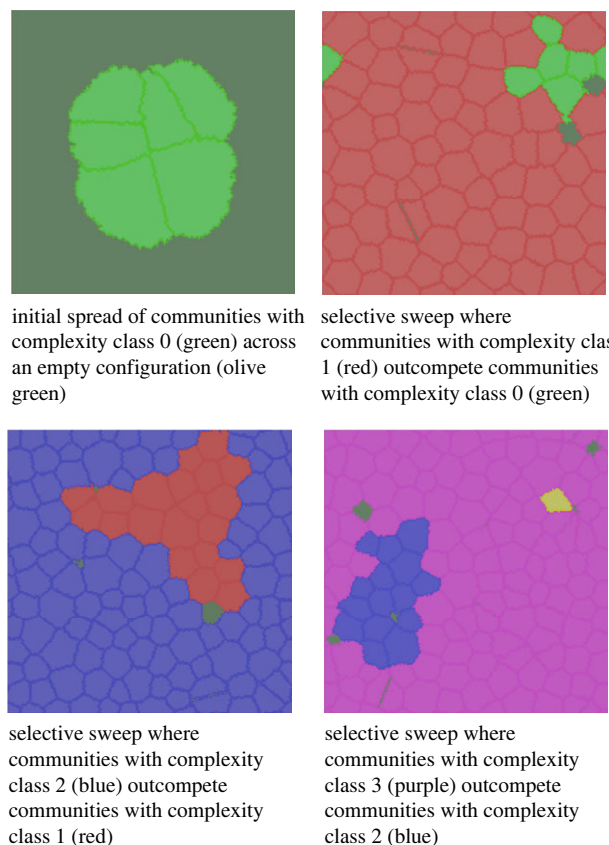 initial spread of communities with
complexity class 0 (green) across
an empty configuration (olive
green)
selective sweep where
communities with complexity clas
1 (red) outcompete communities
with complexity class 0 (green)
selective sweep where
communities with complexity
class 2 (blue) outcompete
communities with complexity
class 1 (red)
selective sweep where
communities with complexity
class 3 (purple) outcompete
communities with complexity
class 2 (blue)